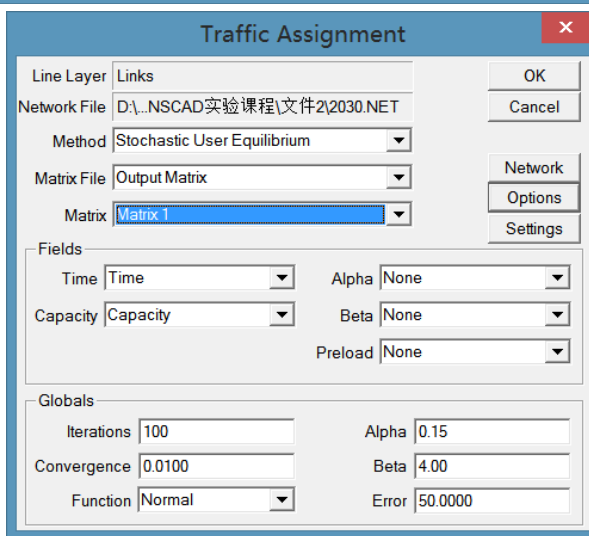 Traffic Assignment
x
Line Layer Links
OK
Network File D:\...NSCAD实验课程\文件2\2030.NET
Cancel
Method Stochastic User Equilibrium
Matrix File Output Matrix
Network
Matrix Matrix 1
Options
Settings
Fields
Time Time Alpha None
Capacity Capacity Beta None
Preload None
Globals
Iterations 100 Alpha 0.15
Convergence 0.0100 Beta 4.00
Function Normal Error 50.0000